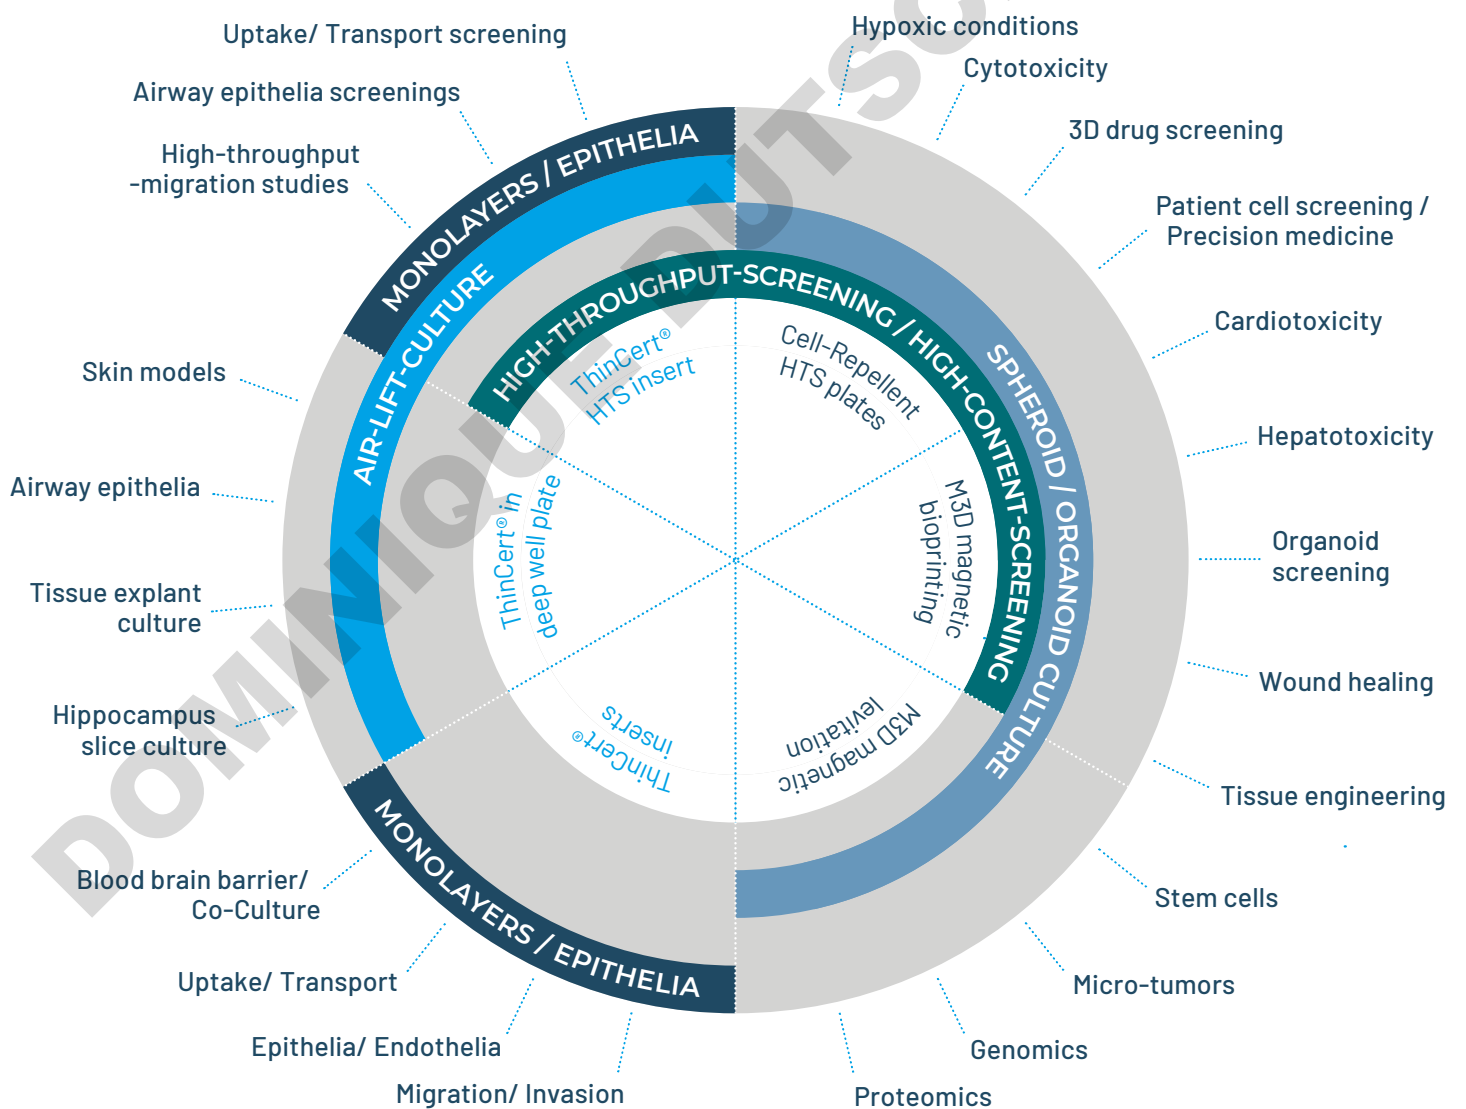 Uptake/ Transport screening
Airway epithelia screenings
High-throughput
-migration studies
Skin models
Airway epithelia
Tissue explant
culture
Hippocampus
slice culture
Blood brain barrier/
Co-Culture
Uptake/ Transport
Epithelia/ Endothelia
Migration/ Invasion
Hypoxic conditions
Cytotoxicity
3D drug screening
Patient cell screening /
Precision medicine
Cardiotoxicity
Hepatotoxicity
Organoid
screening
Wound healing
Tissue engineering
Stem cells
Micro-tumors
Genomics
Proteomics
MONOLAYERS / EPITHELIA
AIR-LIFT-CULTURE
HIGH-THROUGHPUT-SCREENING / HIGH-CONTENT-SCREENING
SPHEROID / ORGANOID CULTURE
MONOLAYERS / EPITHELIA
ThinCert®
HTS insert
Cell-Repellent
HTS plates
M3D magnetic
bioprinting
M3D magnetic
levitation
ThinCert®
inserts
ThinCert® in
deep well plate
DOMINIQUE DUTSC